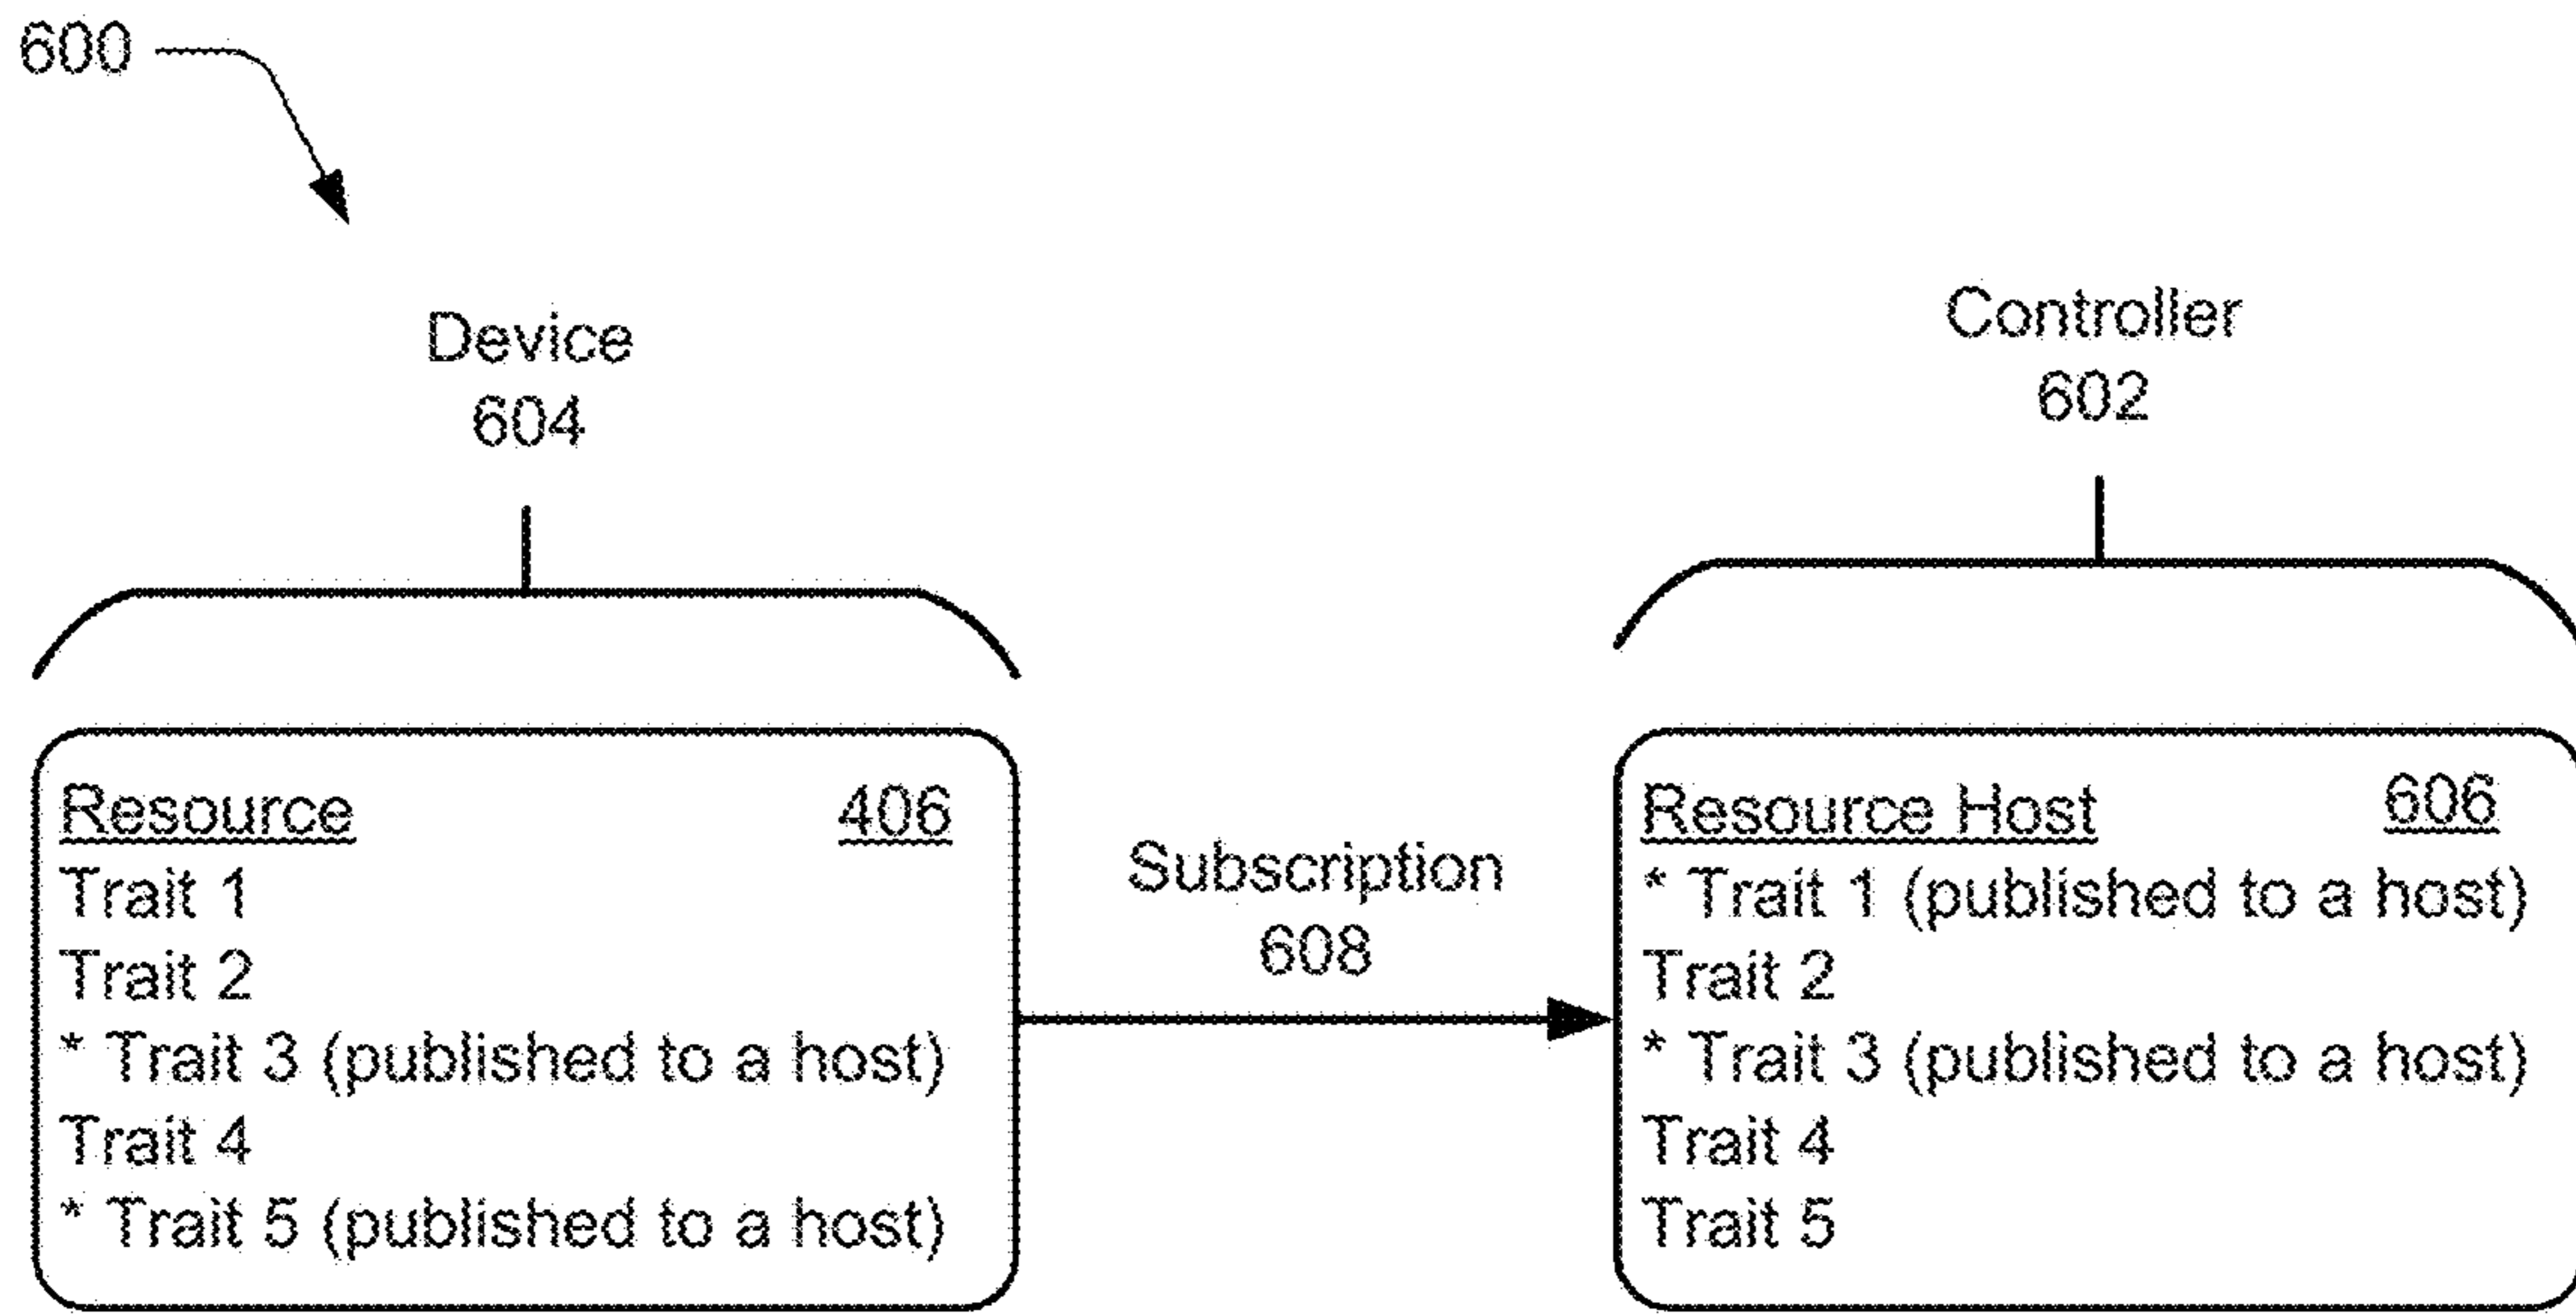 600
Device
604
Controller
602
Resource 406
Trait 1
Trait 2
* Trait 3 (published to a host)
Trait 4
* Trait 5 (published to a host)
Subscription
608
Resource Host 606
* Trait 1 (published to a host)
Trait 2
* Trait 3 (published to a host)
Trait 4
Trait 5